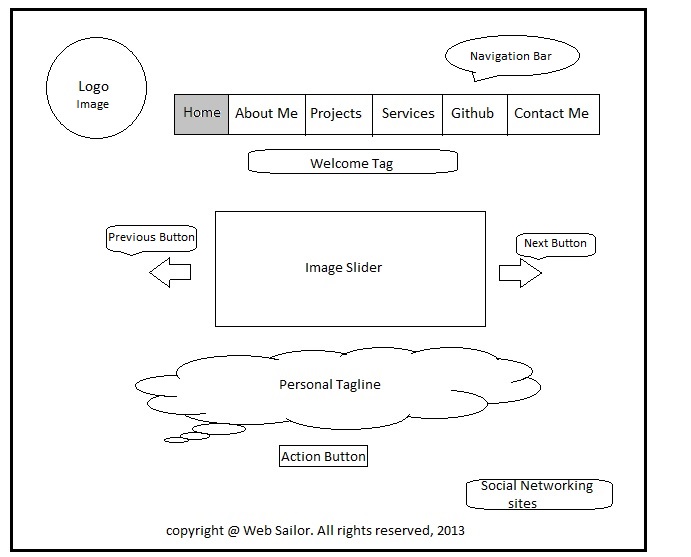 Logo
Image
Navigation Bar
Home About Me Projects Services Github Contact Me
Welcome Tag
Previous Button
Next Button
Image Slider
Personal Tagline
Action Button
Social Networking
sites
copyright @ Web Sailor. All rights reserved, 2013